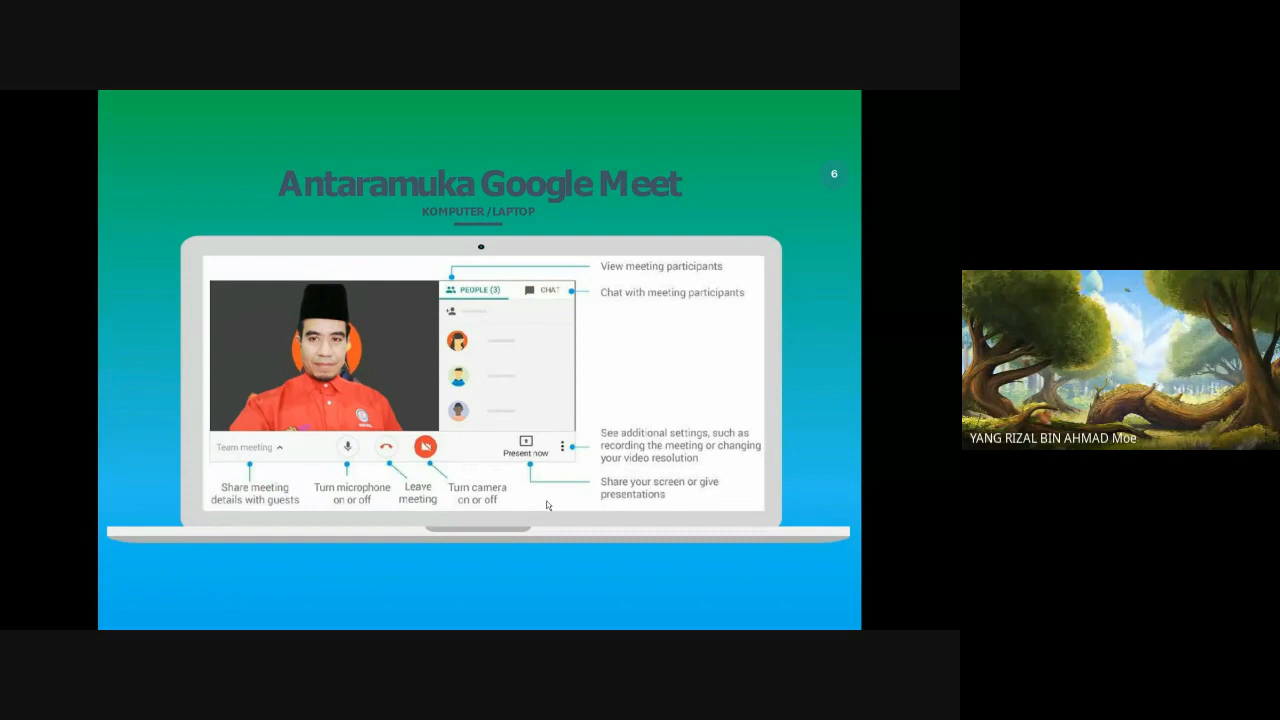 Antaramuka Google Meet
6
KOMPUTER / LAPTOP
View meeting participants
PEOPLE (3)
CHAT
Chat with meeting participants
Team meeting
Present now
See additional settings, such as
recording the meeting or changing
your video resolution
Share meeting
details with guests
Turn microphone
on or off
Leave
meeting
Turn camera
on or off
Share your screen or give
presentations
YANG RIZAL BIN AHMAD Moe